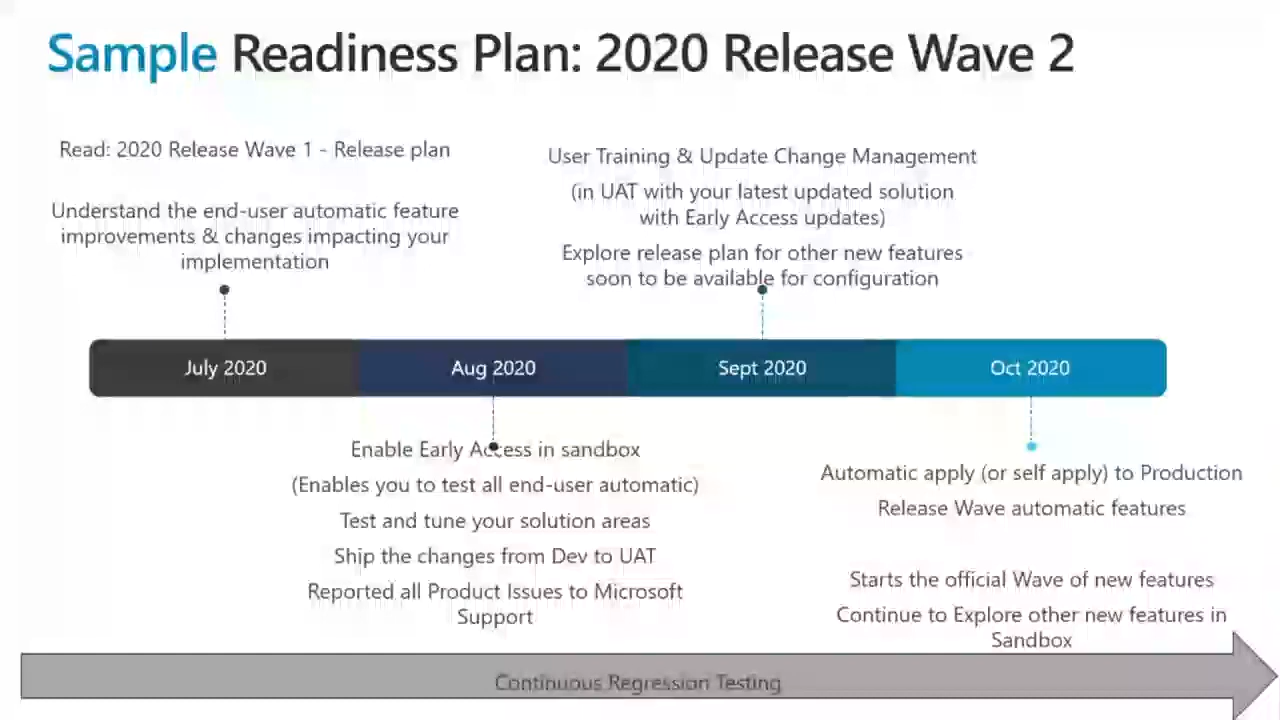 Sample Readiness Plan: 2020 Release Wave 2
Read: 2020 Release Wave 1 - Release plan
Understand the end-user automatic feature
improvements & changes impacting your
implementation
User Training & Update Change Management
(in UAT with your latest updated solution
with Early Access updates)
Explore release plan for other new features
soon to be available for configuration
July 2020
Aug 2020
Sept 2020
Oct 2020
Enable Early Access in sandbox
(Enables you to test all end-user automatic)
Test and tune your solution areas
Ship the changes from Dev to UAT
Reported all Product Issues to Microsoft
Support
Automatic apply (or self apply) to Production
Release Wave automatic features
Starts the official Wave of new features
Continue to Explore other new features in
Sandbox
Continuous Regression Testing